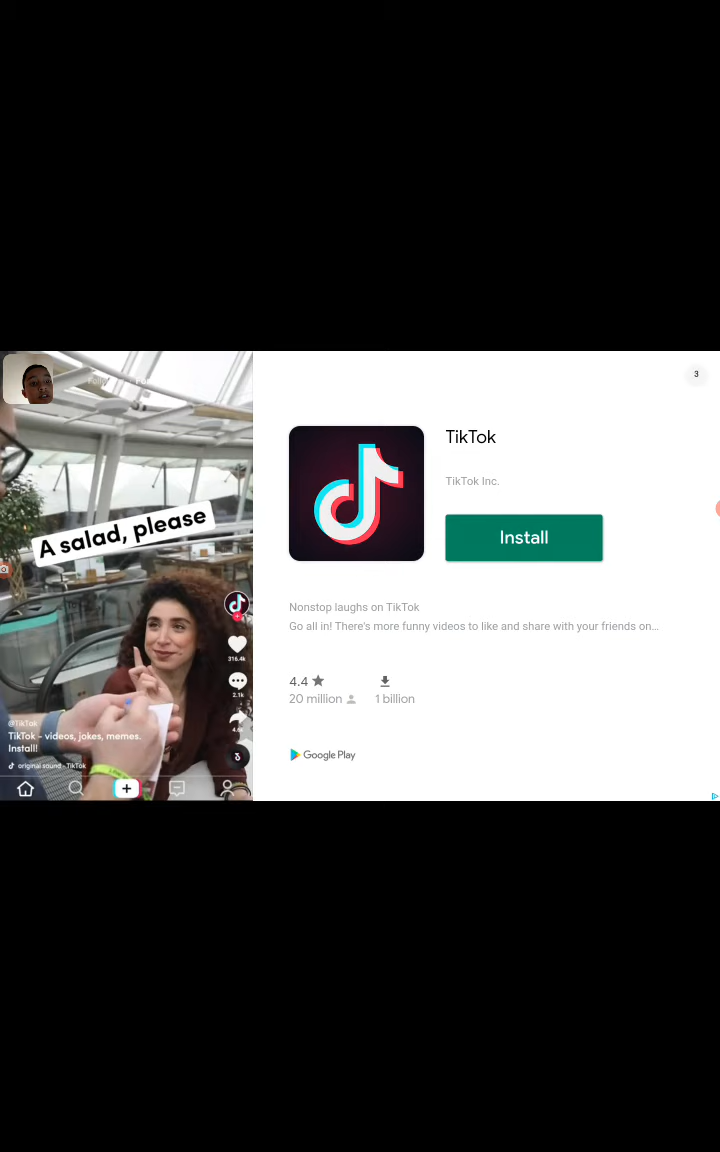 3
A salad, please
316.4k
2.1k
@TikTok
TikTok - videos, jokes, memes.
Install!
original sound - TikTok
TikTok
TikTok Inc.
Install
Nonstop laughs on TikTok
Go all in! There's more funny videos to like and share with your friends on...
4.4
20 million
1 billion
Google Play